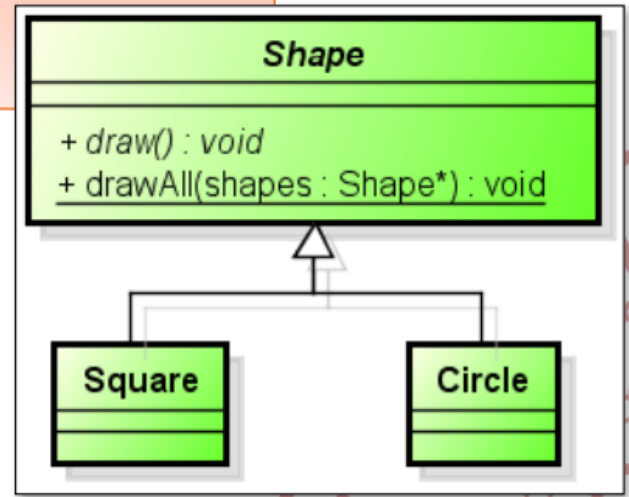 Shape
+ draw() : void
+ drawAll(shapes : Shape*) : void
Square
Circle